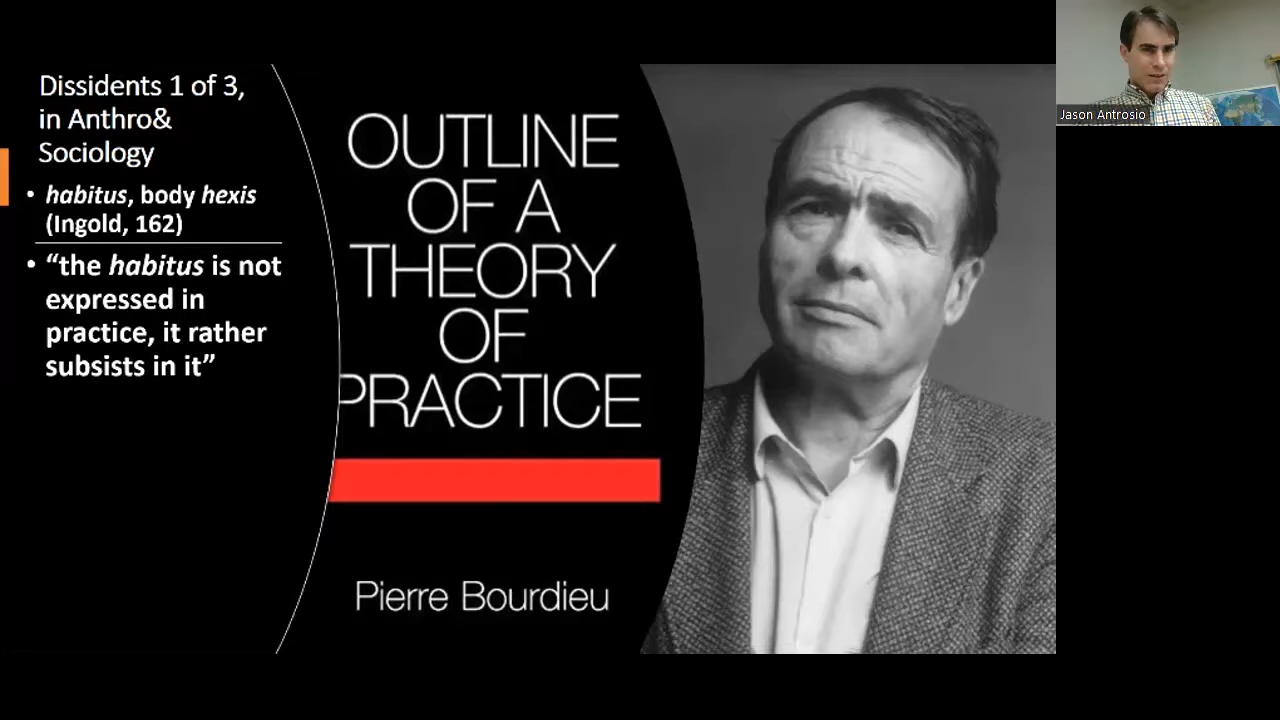 Dissidents 1 of 3,
in Anthro&
Sociology
• habitus, body hexis
(Ingold, 162)
• “the habitus is not
expressed in
practice, it rather
subsists in it”
OUTLINE
OF A
THEORY
OF
PRACTICE
Pierre Bourdieu
Jason Antrosio